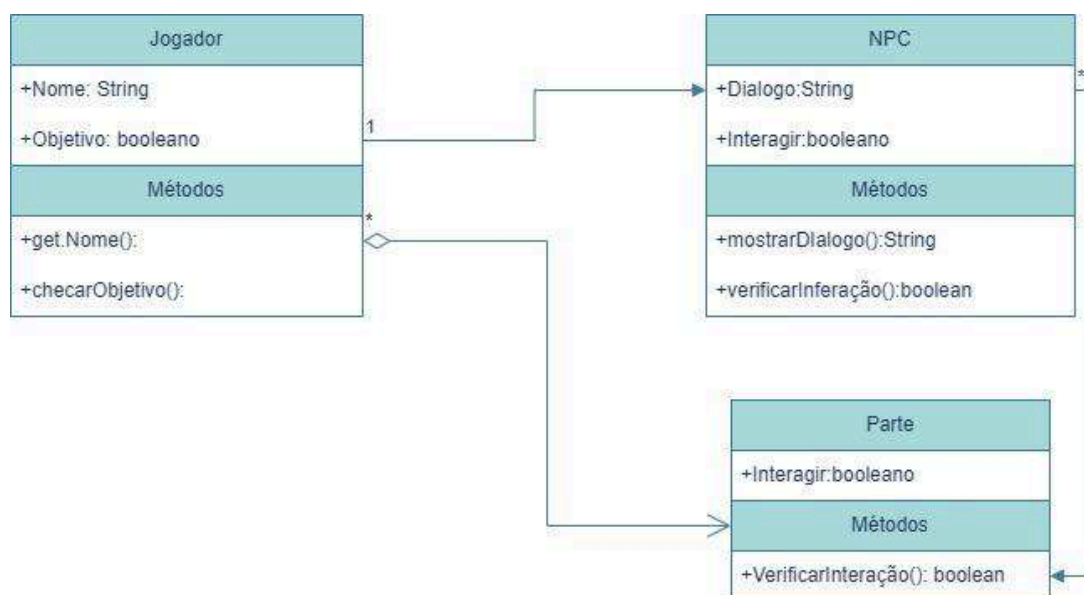 Jogador
+Nome: String
+Objetivo: booleano
1
Métodos
*
+get.Nome():
+checarObjetivo():
NPC
*
+Dialogo:String
+Interagir:booleano
Métodos
+mostrarDIalogo():String
+verificarInferação():boolean
Parte
+Interagir:booleano
Métodos
+VerificarInteração(): boolean